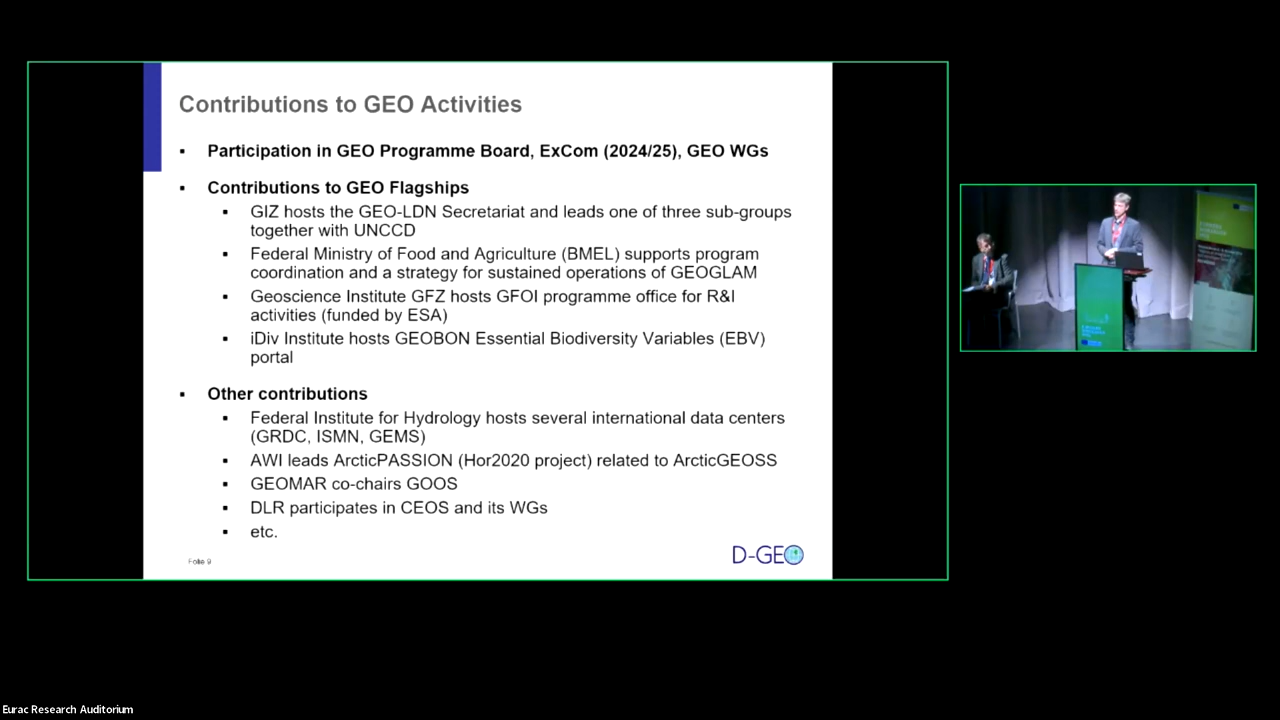 Contributions to GEO Activities
▪ Participation in GEO Programme Board, ExCom (2024/25), GEO WGs
▪ Contributions to GEO Flagships
▪ GIZ hosts the GEO-LDN Secretariat and leads one of three sub-groups
together with UNCCD
▪ Federal Ministry of Food and Agriculture (BMEL) supports program
coordination and a strategy for sustained operations of GEOGLAM
▪ Geoscience Institute GFZ hosts GFOI programme office for R&I
activities (funded by ESA)
▪ iDiv Institute hosts GEOBON Essential Biodiversity Variables (EBV)
portal
▪ Other contributions
▪ Federal Institute for Hydrology hosts several international data centers
(GRDC, ISMN, GEMS)
▪ AWI leads ArcticPASSION (Hor2020 project) related to ArcticGEOSS
▪ GEOMAR co-chairs GOOS
▪ DLR participates in CEOS and its WGs
▪ etc.
Folie 9
D-GEO
Eurac Research Auditorium